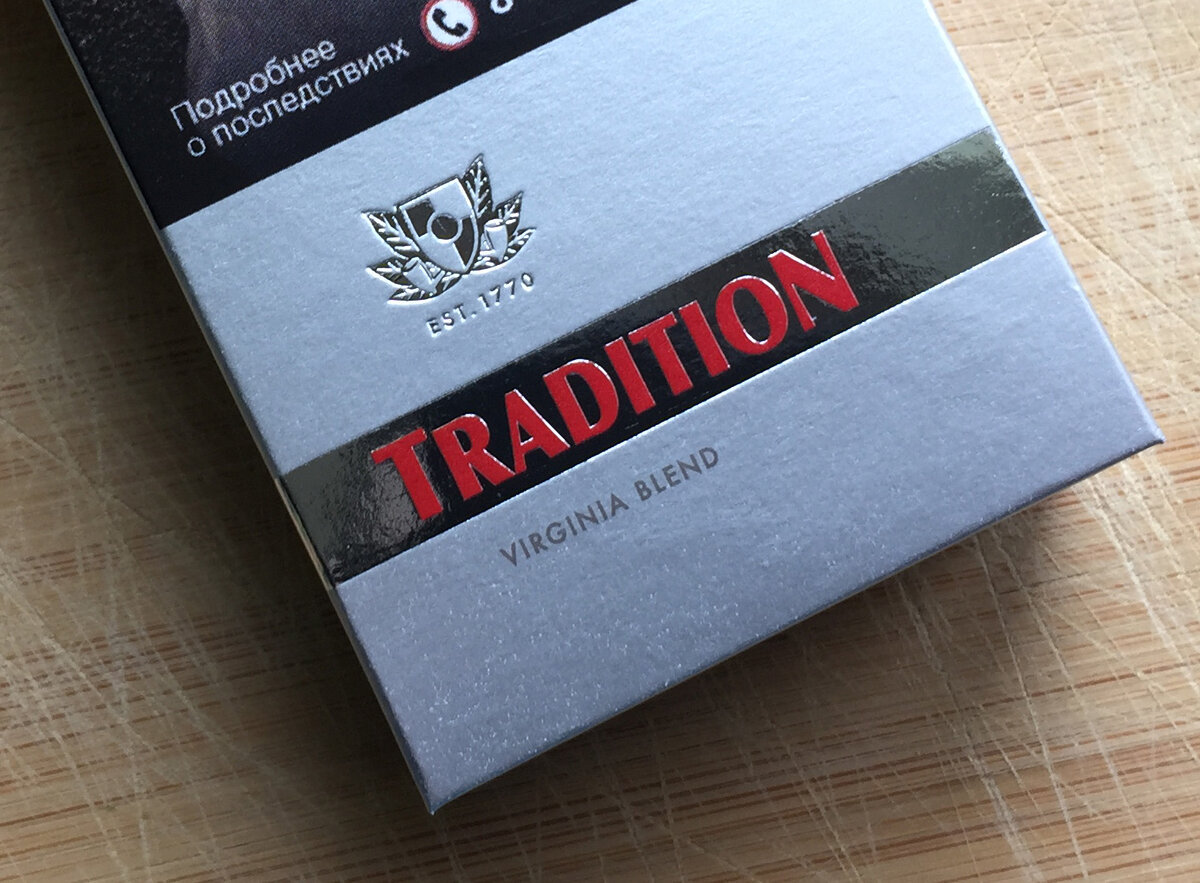 Подробнее
о последствиях
EST. 1770
TRADITION
VIRGINIA BLEND